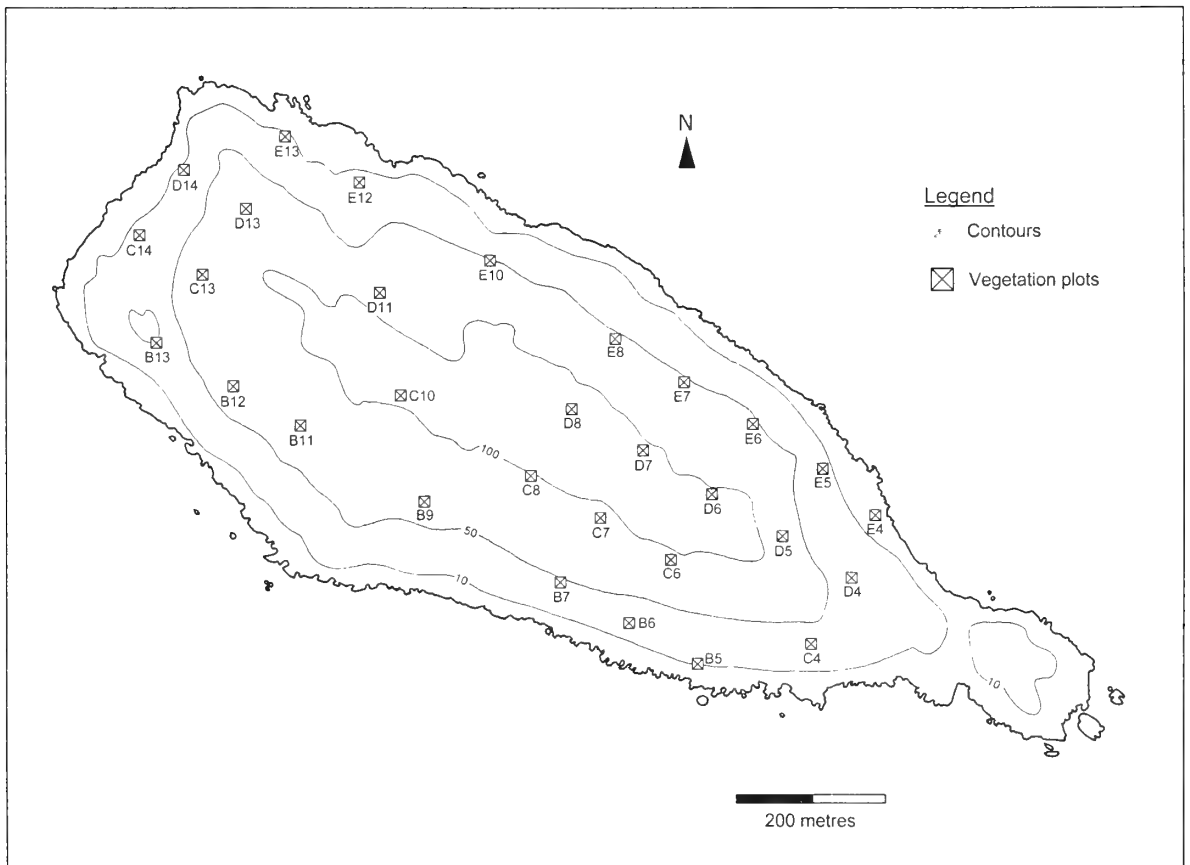 N
E13
D14
E12
D13
C14
E10
C13
D11
Legend
Contours
Vegetation plots
B13
E8
B12
C10
E7
D8
B11
E6
100
D7
C8
E5
D6
B9
C7
E4
50
D5
C6
10
B7
D4
B6
C4
B5
10
200 metres